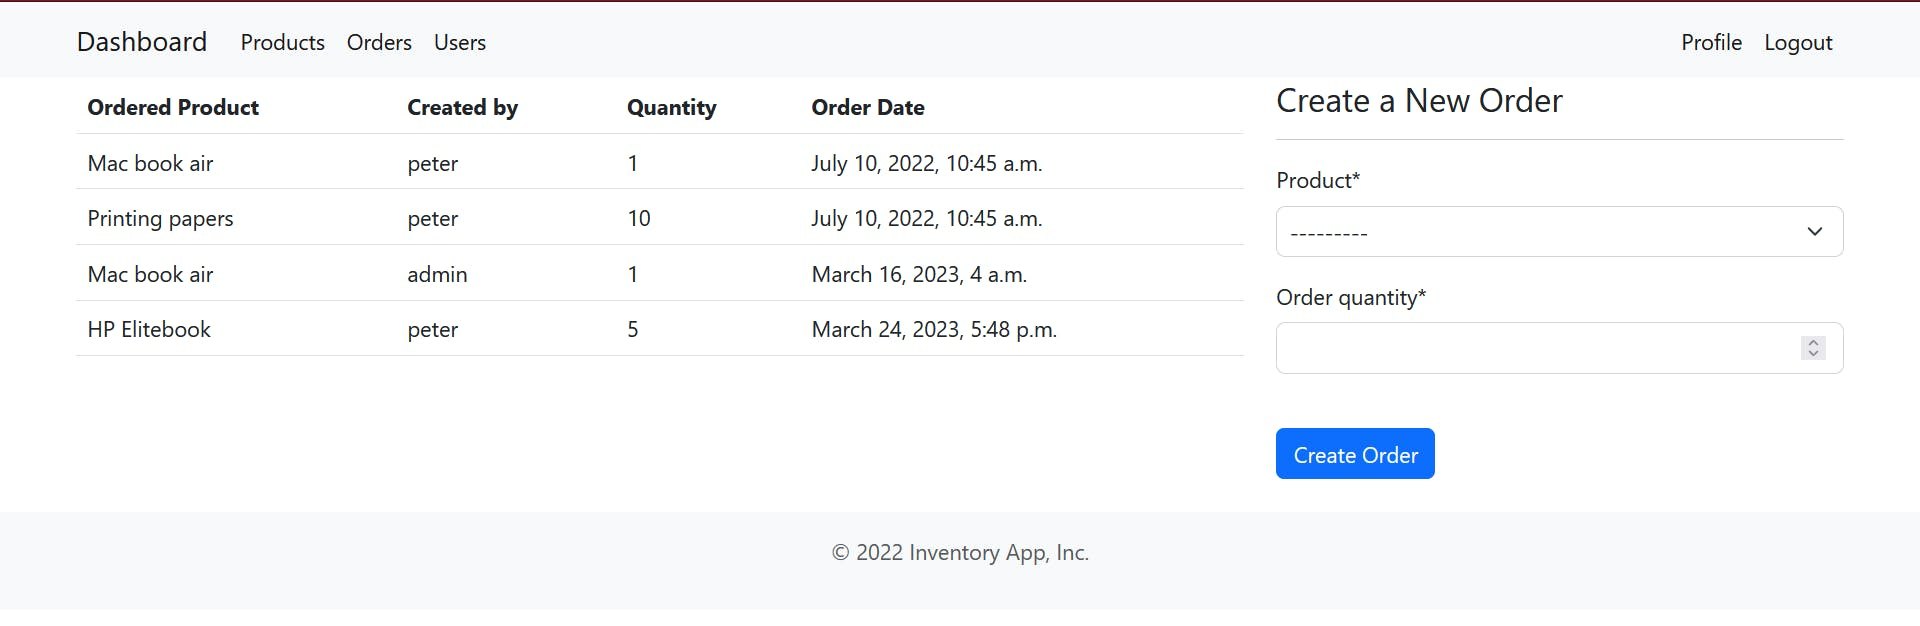 Dashboard Products Orders Users Profile Logout
Ordered Product Created by Quantity Order Date
Mac book air peter 1 July 10, 2022, 10:45 a.m.
Printing papers peter 10 July 10, 2022, 10:45 a.m.
Mac book air admin 1 March 16, 2023, 4 a.m.
HP Elitebook peter 5 March 24, 2023, 5:48 p.m.
Create a New Order
Product*
---------
Order quantity*
Create Order
© 2022 Inventory App, Inc.